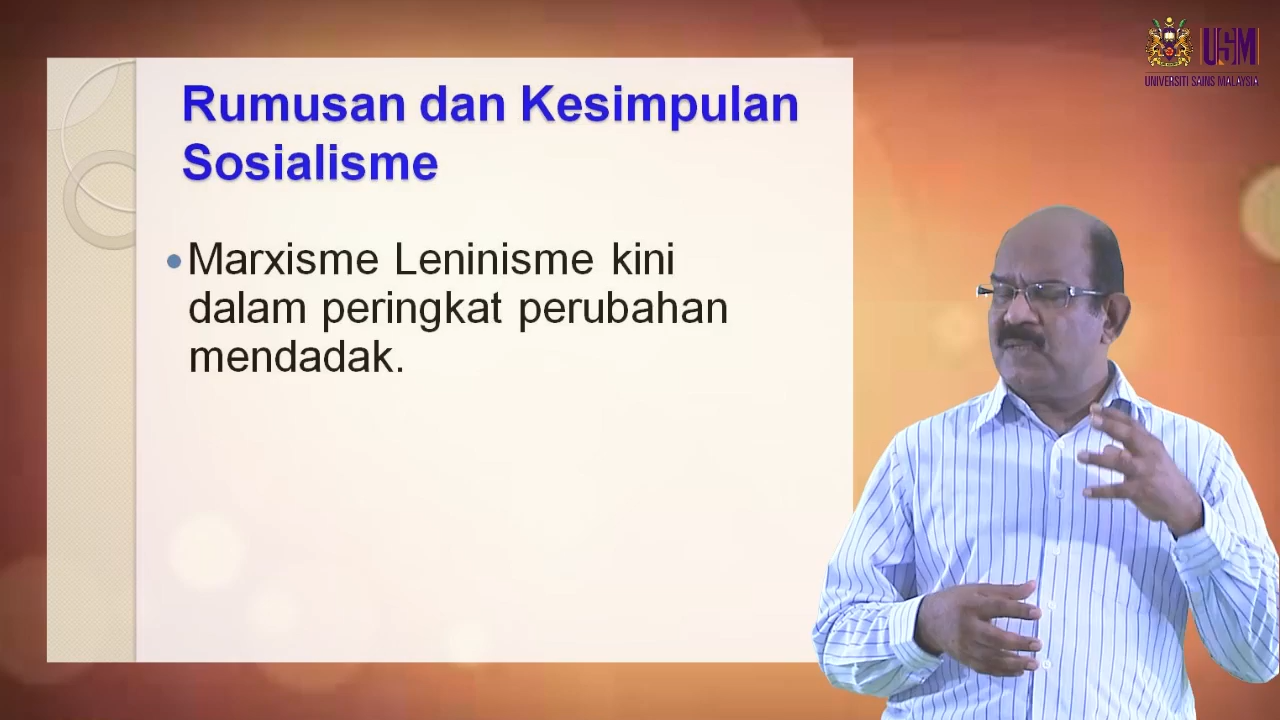 USM
UNIVERSITI SAINS MALAYSIA
Rumusan dan Kesimpulan
Sosialisme
Marxisme Leninisme kini
dalam peringkat perubahan
mendadak.